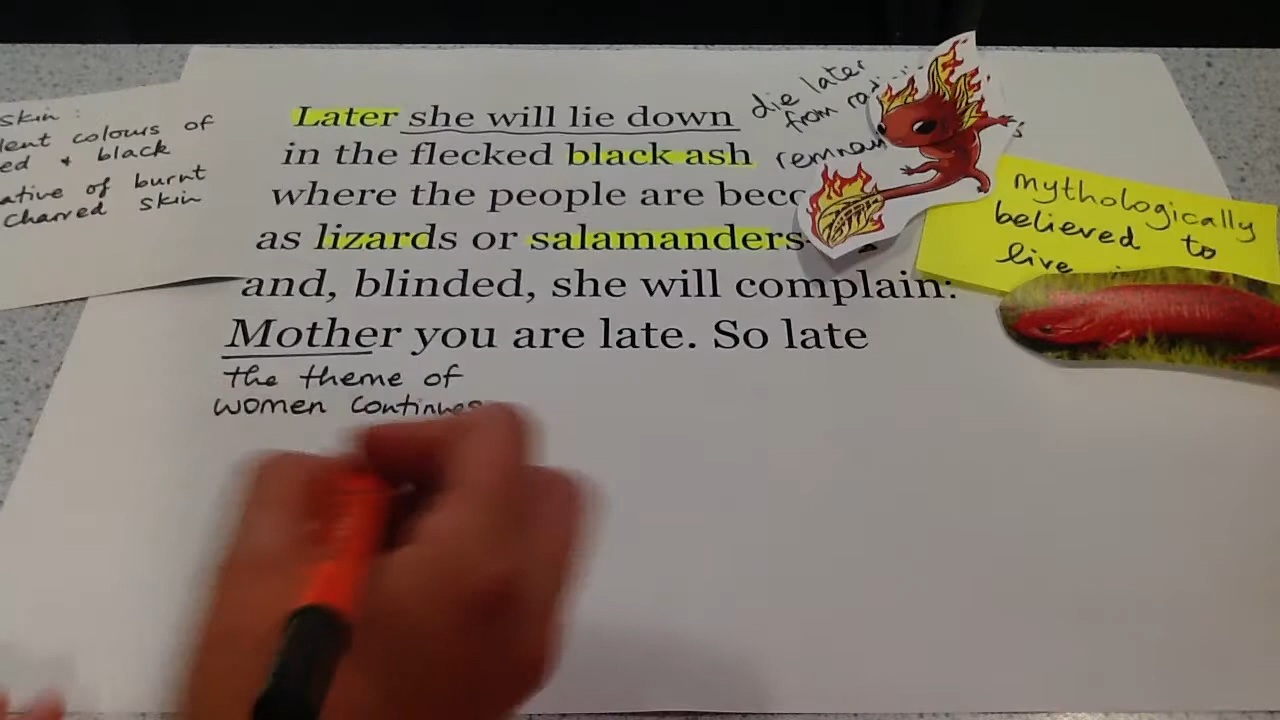 skin:
colours of
black
of burnt
charred skin
Later she will lie down
in the flecked black ash
where the people are
as lizards or salamanders
and, blinded, she will complain:
Mother you are late. So late
die later
from
mythologically
believed to
live
the theme of
women continues